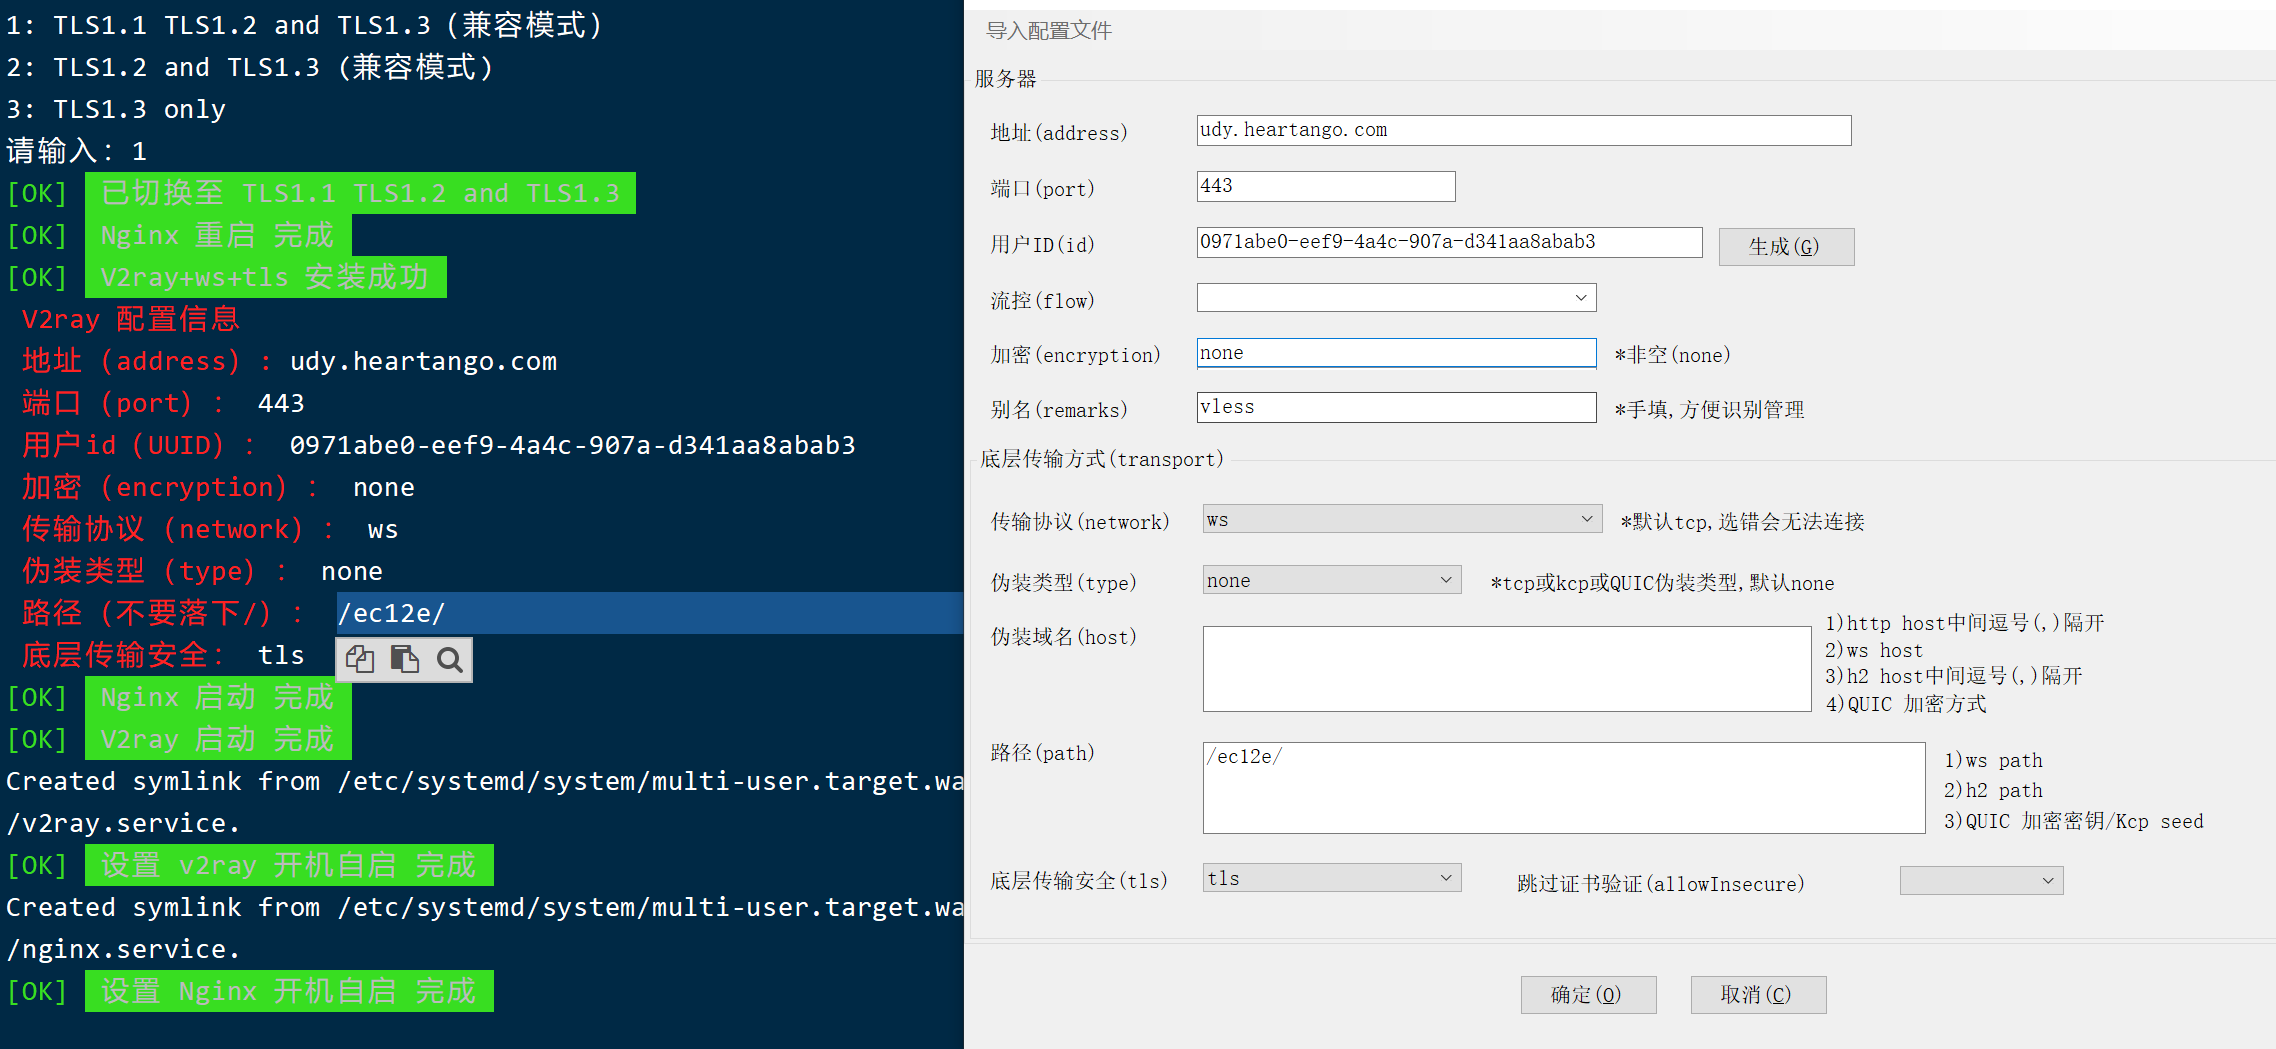 1: TLS1.1 TLS1.2 and TLS1.3（兼容模式）
2: TLS1.2 and TLS1.3 (兼容模式)
3: TLS1.3 only
请输入: 1
[OK] 已切换至 TLS1.1 TLS1.2 and TLS1.3
[OK] Nginx 重启 完成
[OK] V2ray+ws+tls 安装成功
V2ray 配置信息
地址（address）: udy.heartango.com
端口（port）： 443
用户id（UUID）： 0971abe0-eef9-4a4c-907a-d341aa8abab3
加密（encryption）： none
传输协议（network）： ws
伪装类型（type）： none
路径（不要落下/）： /ec12e/
底层传输安全： tls
[OK] Nginx 启动 完成
[OK] V2ray 启动 完成
Created symlink from /etc/systemd/system/multi-user.target.wa
/v2ray.service.
[OK] 设置 v2ray 开机自启 完成
Created symlink from /etc/systemd/system/multi-user.target.wa
/nginx.service.
[OK] 设置 Nginx 开机自启 完成
导入配置文件
服务器
地址(address) udy.heartango.com
端口(port) 443
用户ID(id) 0971abe0-eef9-4a4c-907a-d341aa8abab3 生成(G)
流控(flow)
加密(encryption) none *非空(none)
别名(remarks) vless *手填,方便识别管理
底层传输方式(transport)
传输协议(network) ws *默认tcp,选错会无法连接
伪装类型(type) none *tcp或kcp或QUIC伪装类型,默认none
伪装域名(host)
1)http host中间逗号(,)隔开
2)ws host
3)h2 host中间逗号(,)隔开
4)QUIC 加密方式
路径(path) /ec12e/
1)ws path
2)h2 path
3)QUIC 加密密钥/Kcp seed
底层传输安全(tls) tls 跳过证书验证(allowInsecure)
确定(O) 取消(C)